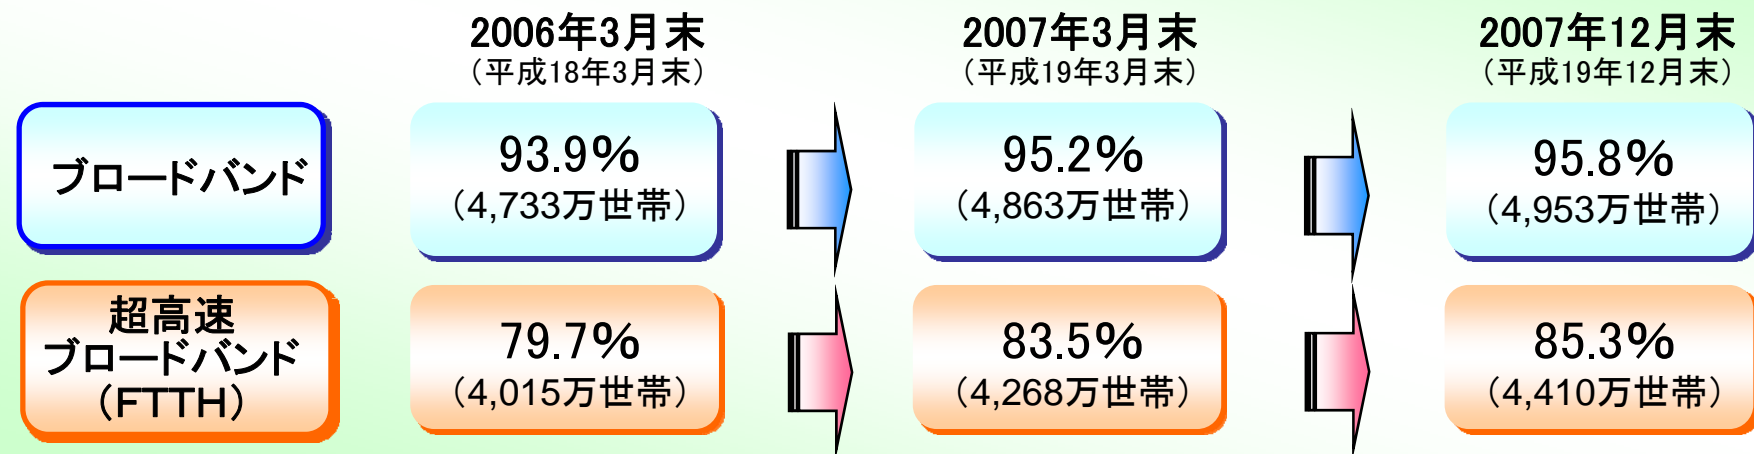 2006年3月末
（平成18年3月末）
2007年3月末
（平成19年3月末）
2007年12月末
（平成19年12月末）
ブロードバンド
93.9%
（4,733万世帯）
95.2%
（4,863万世帯）
95.8%
（4,953万世帯）
超高速
ブロードバンド
（FTTH）
79.7%
（4,015万世帯）
83.5%
（4,268万世帯）
85.3%
（4,410万世帯）